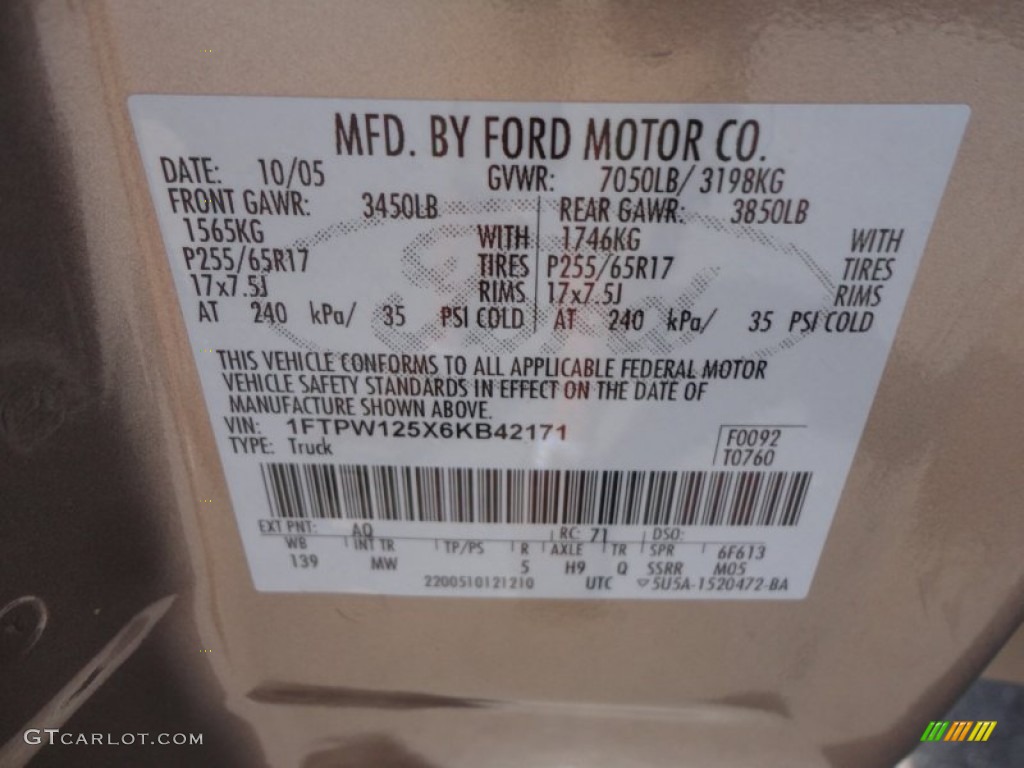 MFD. BY FORD MOTOR CO.
DATE: 10/05 GVWR: 7050LB/ 3198KG
FRONT GAWR: 3450LB REAR GAWR: 3850LB
1565KG WITH 1746KG WITH
P255/65R17 TIRES P255/65R17 TIRES
17x7.5J RIMS 17x7.5J RIMS
AT 240 kPa/ 35 PSI COLD AT 240 kPa/ 35 PSI COLD
THIS VEHICLE CONFORMS TO ALL APPLICABLE FEDERAL MOTOR
VEHICLE SAFETY STANDARDS IN EFFECT ON THE DATE OF
MANUFACTURE SHOWN ABOVE.
VIN: 1FTPW125X6KB42171
F0092
TYPE: Truck
T0760
EXT PNT: AQ RC: 71 DSO:
WB INT TR TP/PS R AXLE TR SPR 6F613
139 MW 5 H9 Q SSRR M05
2200510121210 UTC 5U5A-1520472-BA
GTCARLOT.COM